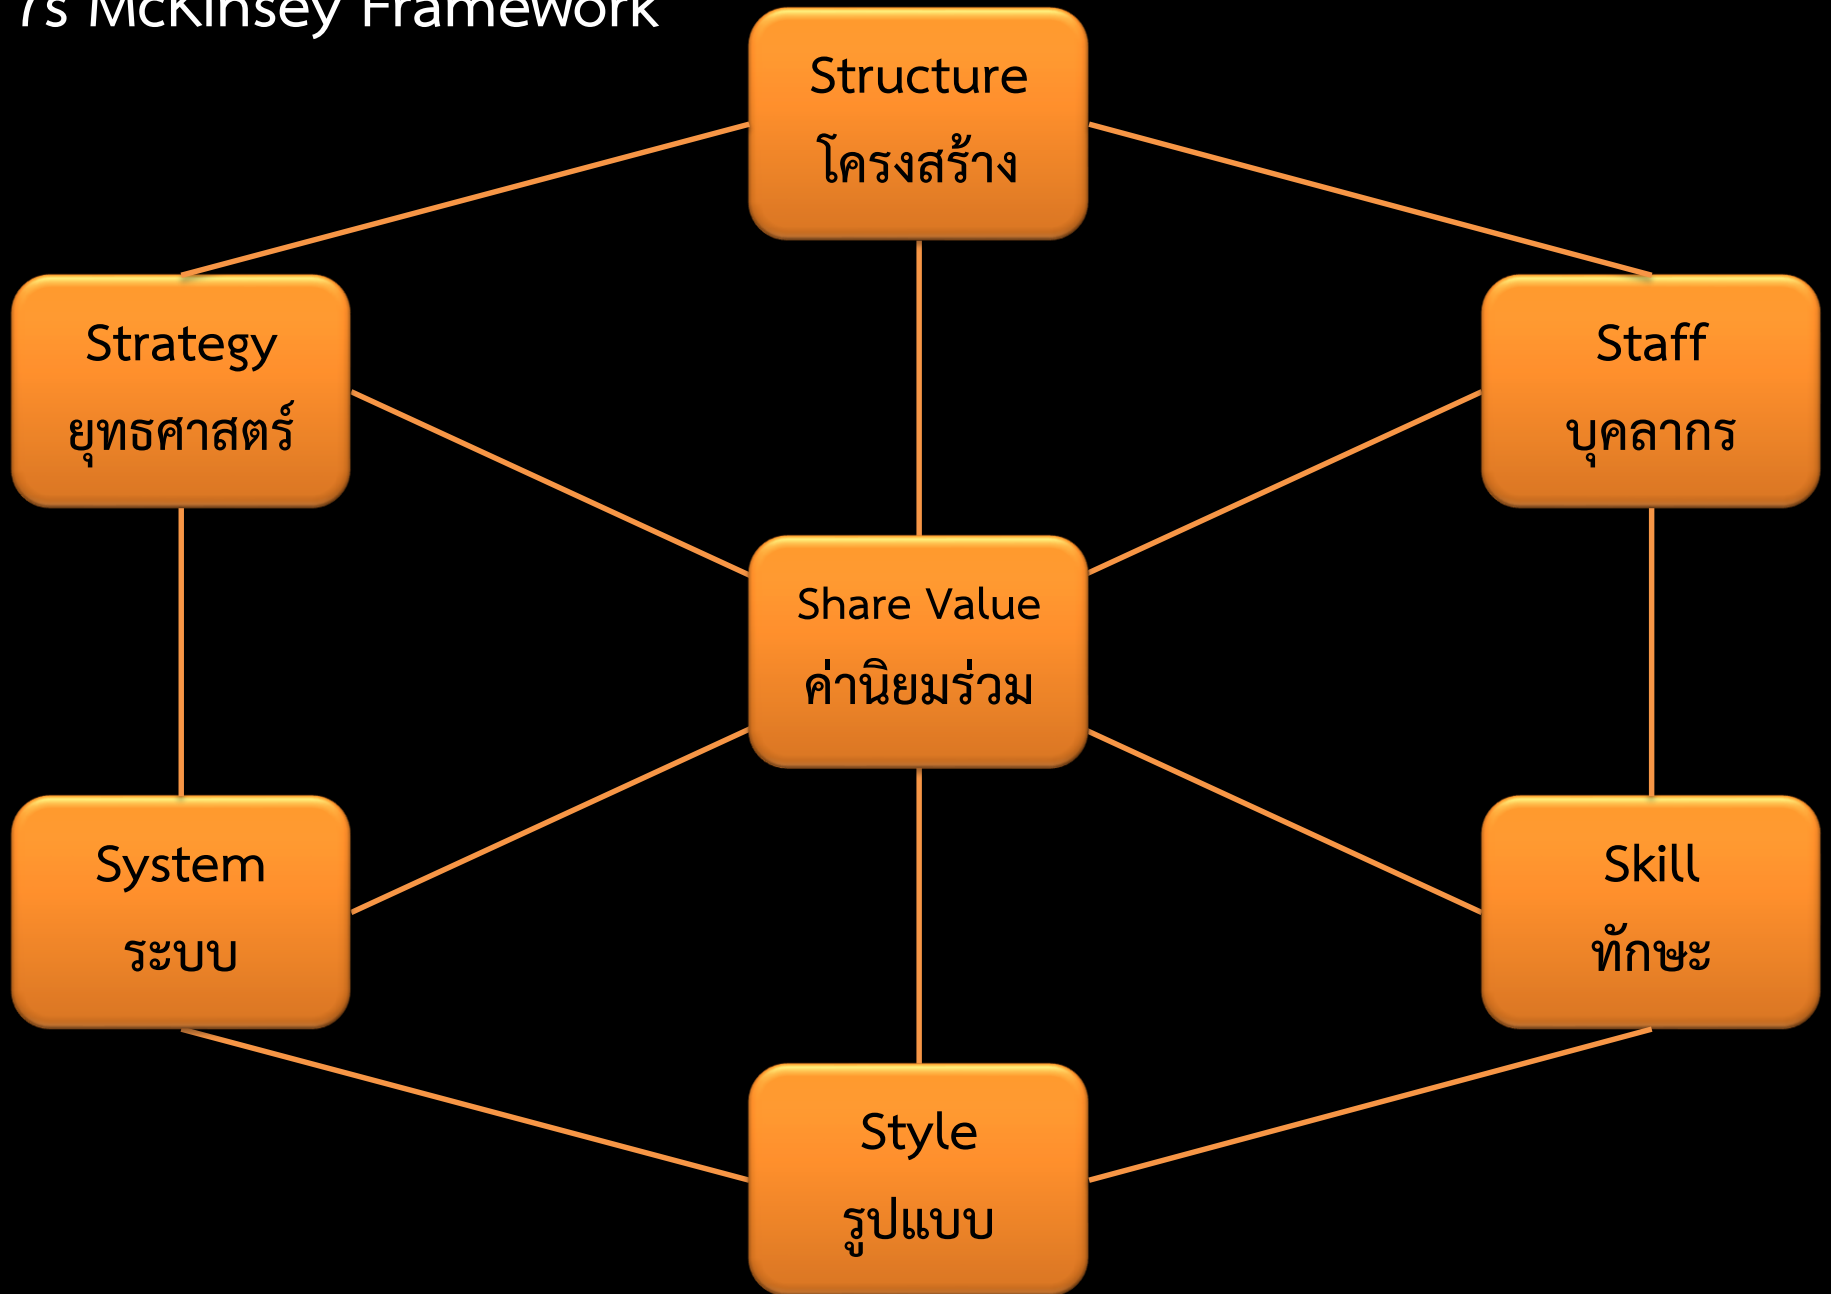 7s McKinsey Framework
Structure
โครงสร้าง
Strategy
ยุทธศาสตร์
Staff
บุคลากร
Share Value
ค่านิยมร่วม
System
ระบบ
Skill
ทักษะ
Style
รูปแบบ